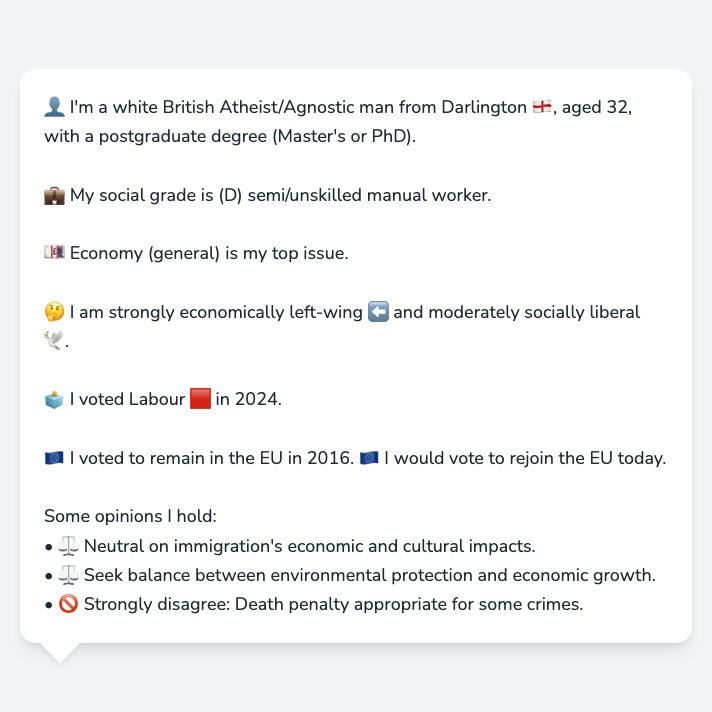 👤 I'm a white British Atheist/Agnostic man from Darlington 🏴󠁧󠁢󠁥󠁮󠁧󠁿, aged 32,
with a postgraduate degree (Master's or PhD).
💼 My social grade is (D) semi/unskilled manual worker.
💷 Economy (general) is my top issue.
🤔 I am strongly economically left-wing ⬅️ and moderately socially liberal
🕊️.
🗳️ I voted Labour 🟥 in 2024.
🇪🇺 I voted to remain in the EU in 2016. 🇪🇺 I would vote to rejoin the EU today.
Some opinions I hold:
• ⚖️ Neutral on immigration's economic and cultural impacts.
• ⚖️ Seek balance between environmental protection and economic growth.
• 🚫 Strongly disagree: Death penalty appropriate for some crimes.